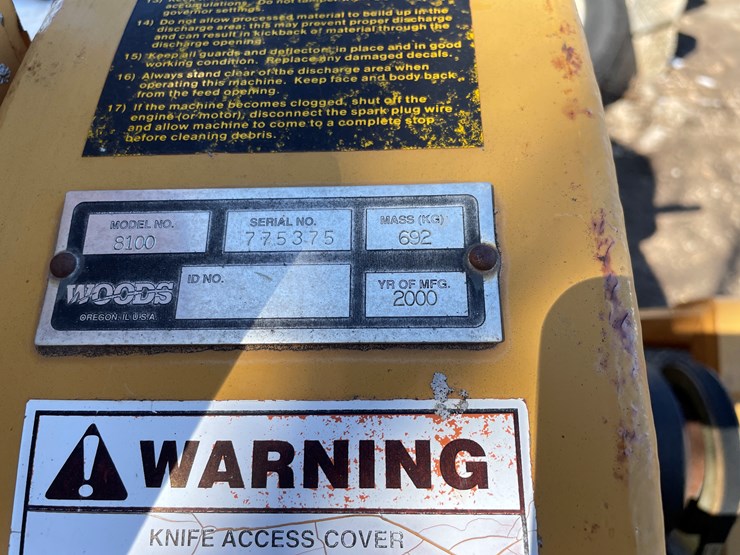 accumulations. Do not
governor settings.
14) Do not allow processed material to build up in the
discharge area; this may prevent proper discharge
and can result in kickback of material through the
discharge opening.
15) Keep all guards and deflectors in place and in good
working condition. Replace any damaged decals.
16) Always stand clear of the discharge area when
operating this machine. Keep face and body back
from the feed opening.
17) If the machine becomes clogged, shut off the
engine (or motor), disconnect the spark plug wire
and allow machine to come to a complete stop
before cleaning debris.
MODEL NO.
8100
SERIAL NO.
775375
MASS (KG)
692
WOODS
OREGON, IL U.S.A.
ID NO.
YR OF MFG.
2000
WARNING
KNIFE ACCESS COVER